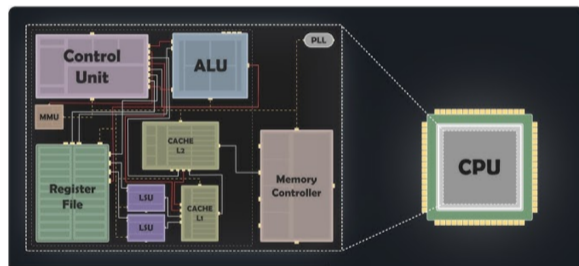 Control
Unit
ALU
PLL
MMU
CACHE
L2
Register
File
LSU
LSU
CACHE
L1
Memory
Controller
CPU